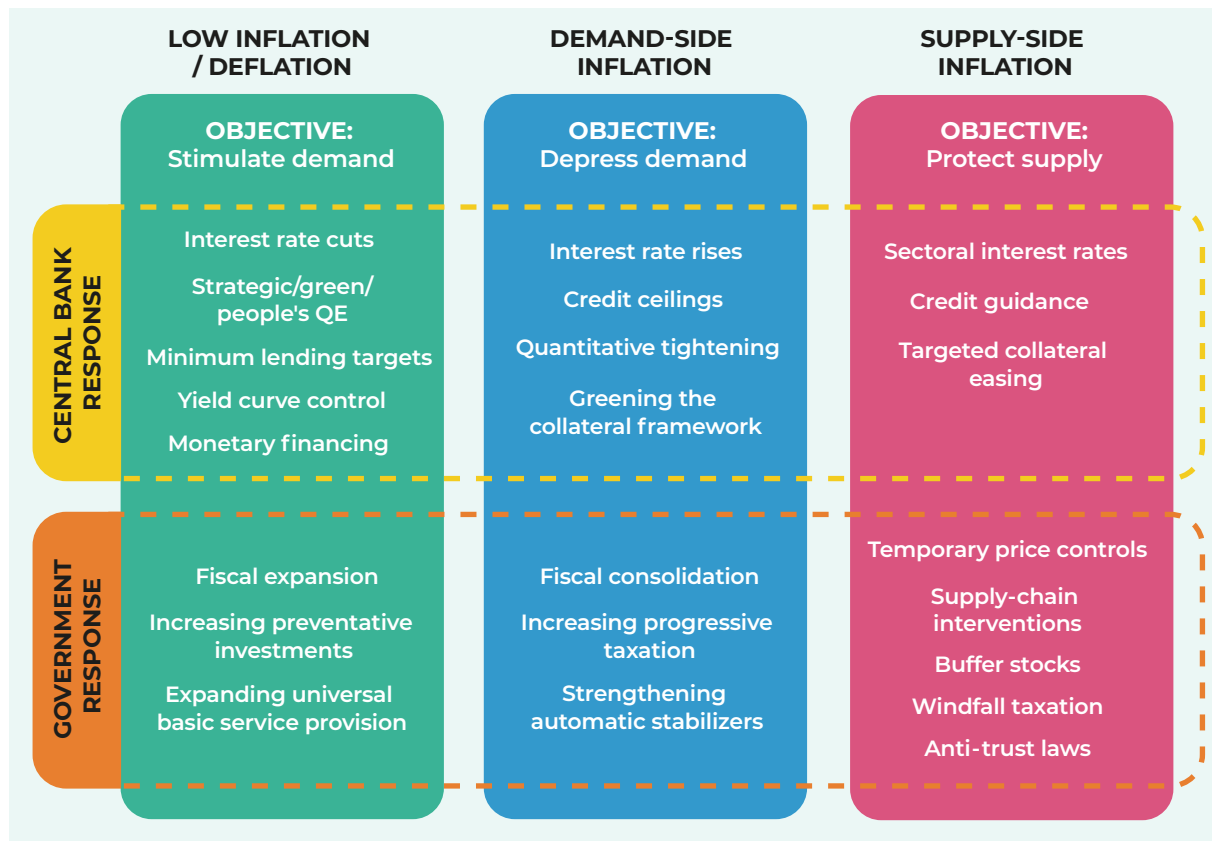 LOW INFLATION
/ DEFLATION
DEMAND-SIDE
INFLATION
SUPPLY-SIDE
INFLATION
OBJECTIVE:
Stimulate demand
OBJECTIVE:
Depress demand
OBJECTIVE:
Protect supply
CENTRAL BANK
RESPONSE
Interest rate cuts
Strategic/green/
people's QE
Minimum lending targets
Yield curve control
Monetary financing
Interest rate rises
Credit ceilings
Quantitative tightening
Greening the
collateral framework
Sectoral interest rates
Credit guidance
Targeted collateral
easing
GOVERNMENT
RESPONSE
Fiscal expansion
Increasing preventative
investments
Expanding universal
basic service provision
Fiscal consolidation
Increasing progressive
taxation
Strengthening
automatic stabilizers
Temporary price controls
Supply-chain
interventions
Buffer stocks
Windfall taxation
Anti-trust laws